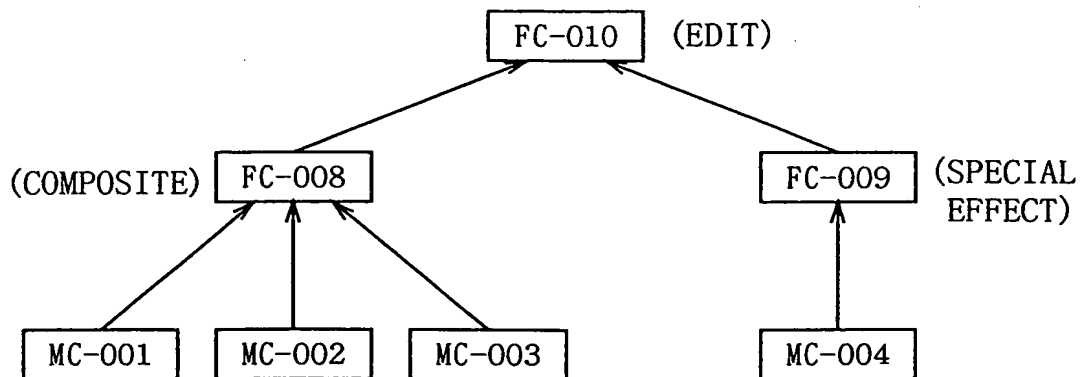 FC-010 (EDIT)
(COMPOSITE) FC-008 FC-009 (SPECIAL
EFFECT)
MC-001 MC-002 MC-003 MC-004